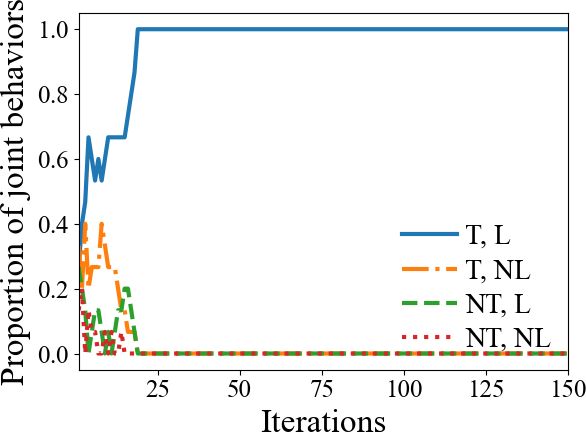 Proportion of joint behaviors
1.0
0.8
0.6
0.4
0.2
0.0
T, L
T, NL
NT, L
NT, NL
25 50 75 100 125 150
Iterations